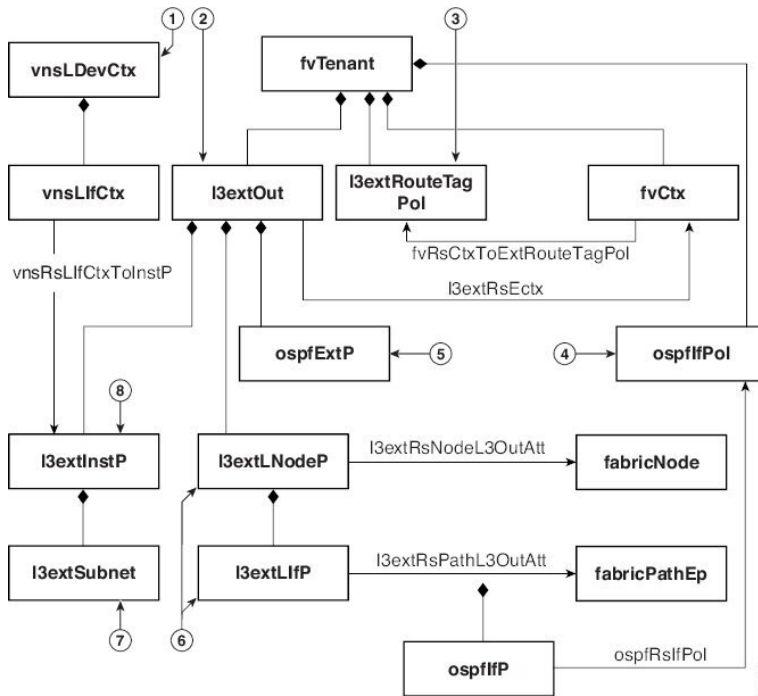 1
2
3
vnsLDevCtx
fvTenant
vnsLIfCtx
l3extOut
l3extRouteTag
Pol
fvCtx
fvRsCtxToExtRouteTagPol
vnsRsLIfCtxToInstP
l3extRsEctx
ospfExtP
5
4
ospfIfPol
8
l3extInstP
l3extLNodeP
l3extRsNodeL3OutAtt
fabricNode
l3extSubnet
l3extLIfP
l3extRsPathL3OutAtt
fabricPathEp
7
6
ospfIfP
ospfRsIfPol